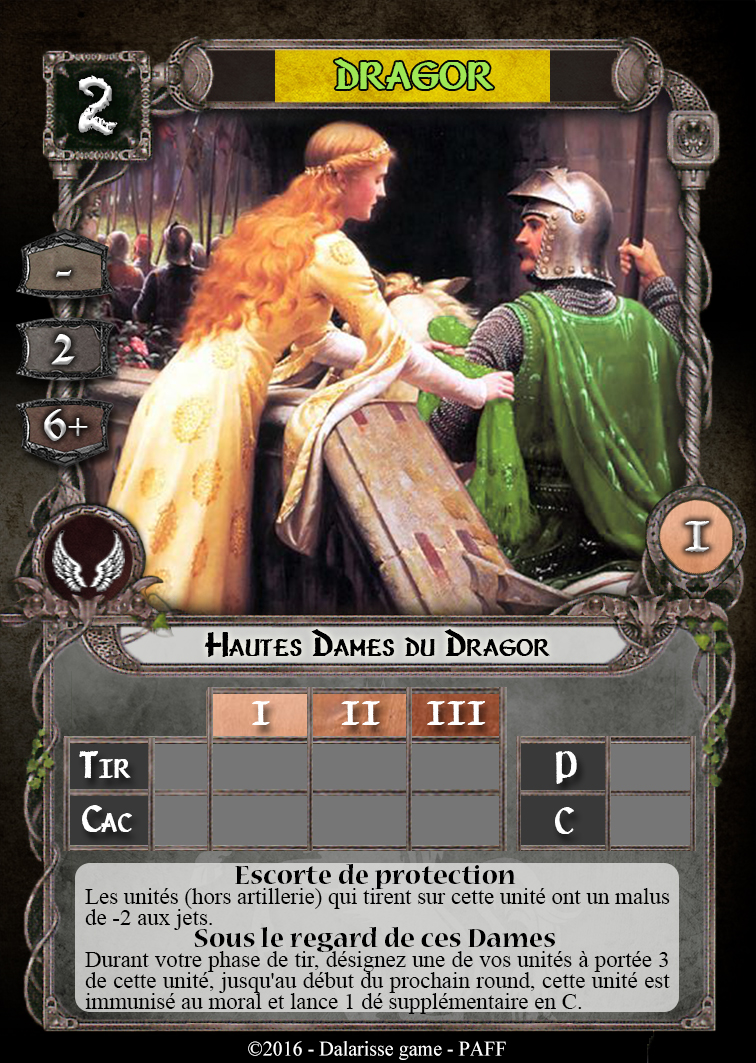 DRAGOR
2
-
2
6+
I
Hautes Dames du Dragor
I II III
Tir P
Cac C
Escorte de protection
Les unités (hors artillerie) qui tirent sur cette unité ont un malus
de -2 aux jets.
Sous le regard de ces Dames
Durant votre phase de tir, désignez une de vos unités à portée 3
de cette unité, jusqu'au début du prochain round, cette unité est
immunisé au moral et lance 1 dé supplémentaire en C.
©2016 - Dalarisse game - PAFF